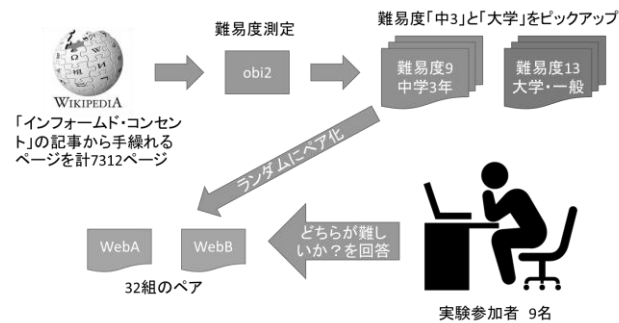 難易度「中3」と「大学」をピックアップ
難易度測定
obi2
難易度9
中学3年
難易度13
大学・一般
WIKIPEDIA
「インフォームド・コンセン
ト」の記事から手繰れる
ページを計7312ページ
ランダムにペア化
WebA
WebB
32組のペア
どちらが難し
いか？を回答
実験参加者 9名